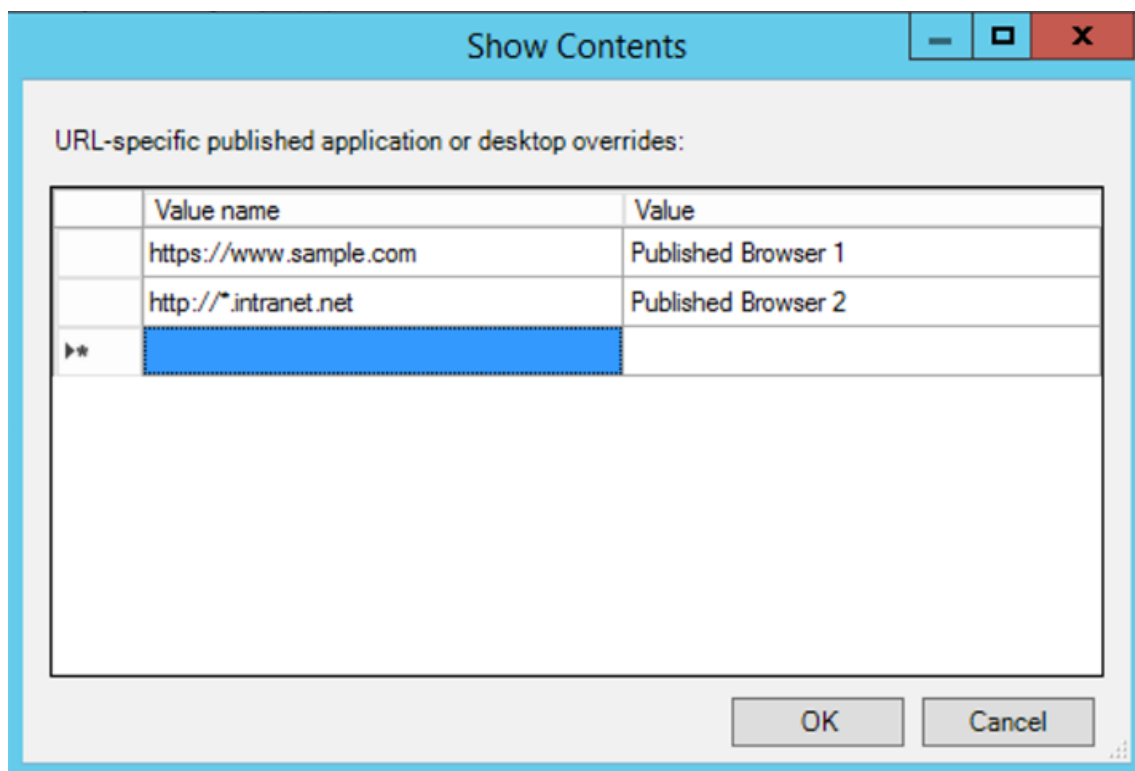 Show Contents
URL-specific published application or desktop overrides:
Value name Value
https://www.sample.com Published Browser 1
http://*.intranet.net Published Browser 2
OK Cancel